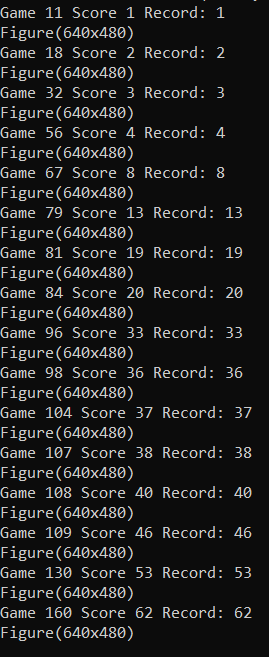 Game 11 Score 1 Record: 1
Figure(640x480)
Game 18 Score 2 Record: 2
Figure(640x480)
Game 32 Score 3 Record: 3
Figure(640x480)
Game 56 Score 4 Record: 4
Figure(640x480)
Game 67 Score 8 Record: 8
Figure(640x480)
Game 79 Score 13 Record: 13
Figure(640x480)
Game 81 Score 19 Record: 19
Figure(640x480)
Game 84 Score 20 Record: 20
Figure(640x480)
Game 96 Score 33 Record: 33
Figure(640x480)
Game 98 Score 36 Record: 36
Figure(640x480)
Game 104 Score 37 Record: 37
Figure(640x480)
Game 107 Score 38 Record: 38
Figure(640x480)
Game 108 Score 40 Record: 40
Figure(640x480)
Game 109 Score 46 Record: 46
Figure(640x480)
Game 130 Score 53 Record: 53
Figure(640x480)
Game 160 Score 62 Record: 62
Figure(640x480)